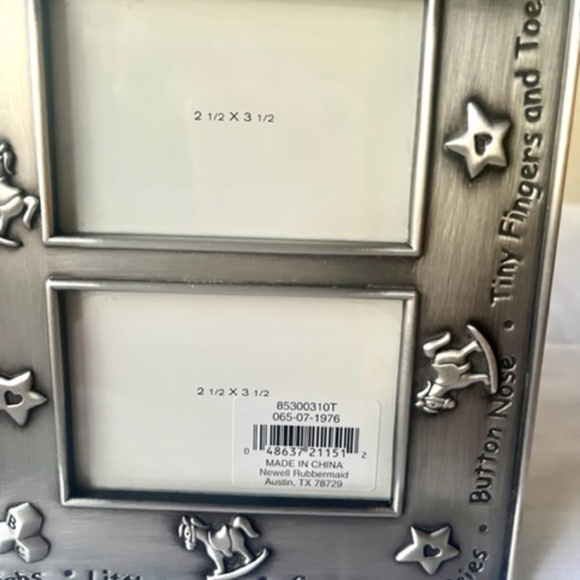 2 1/2 X 3 1/2
2 1/2 X 3 1/2
85300310T
065-07-1976
0 48637 21151 2
MADE IN CHINA
Newell Rubbermaid
Austin, TX 78729
Button Nose • Tiny Fingers and Toe
B